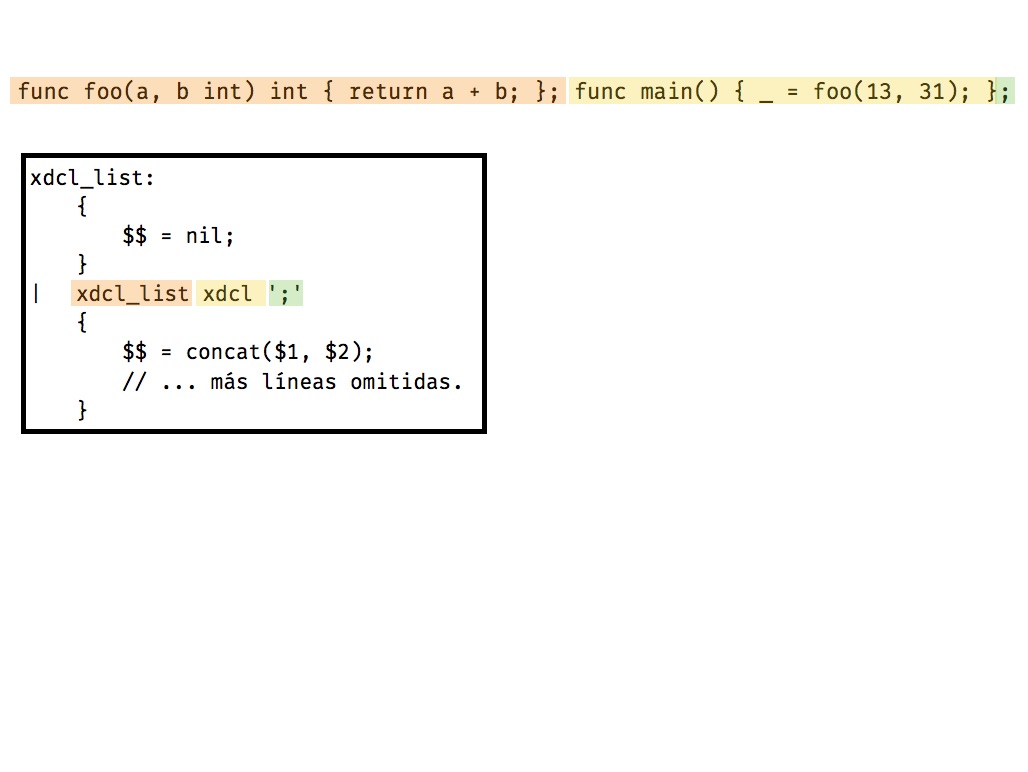 func foo(a, b int) int { return a + b; }; func main() { _ = foo(13, 31); };
xdcl_list:
{
$$ = nil;
}
| xdcl_list xdcl ';'
{
$$ = concat($1, $2);
// ... más líneas omitidas.
}